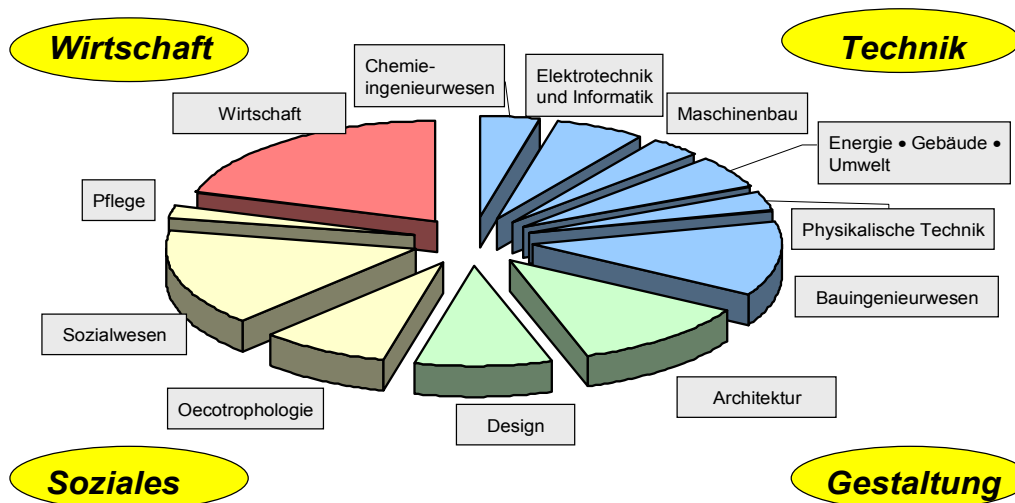 Wirtschaft
Technik
Chemie-
ingenieurwesen
Elektrotechnik
und Informatik
Wirtschaft
Maschinenbau
Energie • Gebäude •
Umwelt
Pflege
Physikalische Technik
Bauingenieurwesen
Sozialwesen
Oecotrophologie
Design
Architektur
Soziales
Gestaltung